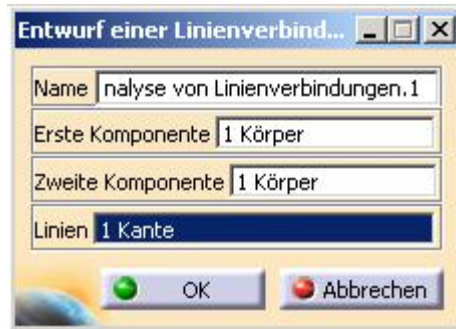 Entwurf einer Linienverbind...
Name nalyse von Linienverbindungen.1
Erste Komponente 1 Körper
Zweite Komponente 1 Körper
Linien 1 Kante
OK Abbrechen